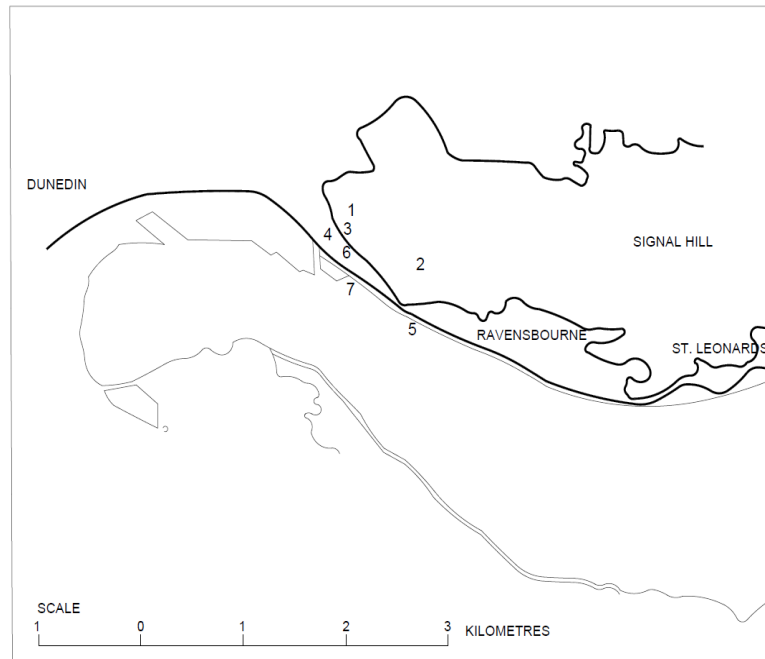 DUNEDIN
1
3
4
6
2
SIGNAL HILL
7
5
RAVENSBOURNE
ST. LEONARDS
SCALE
1 0 1 2 3
KILOMETRES